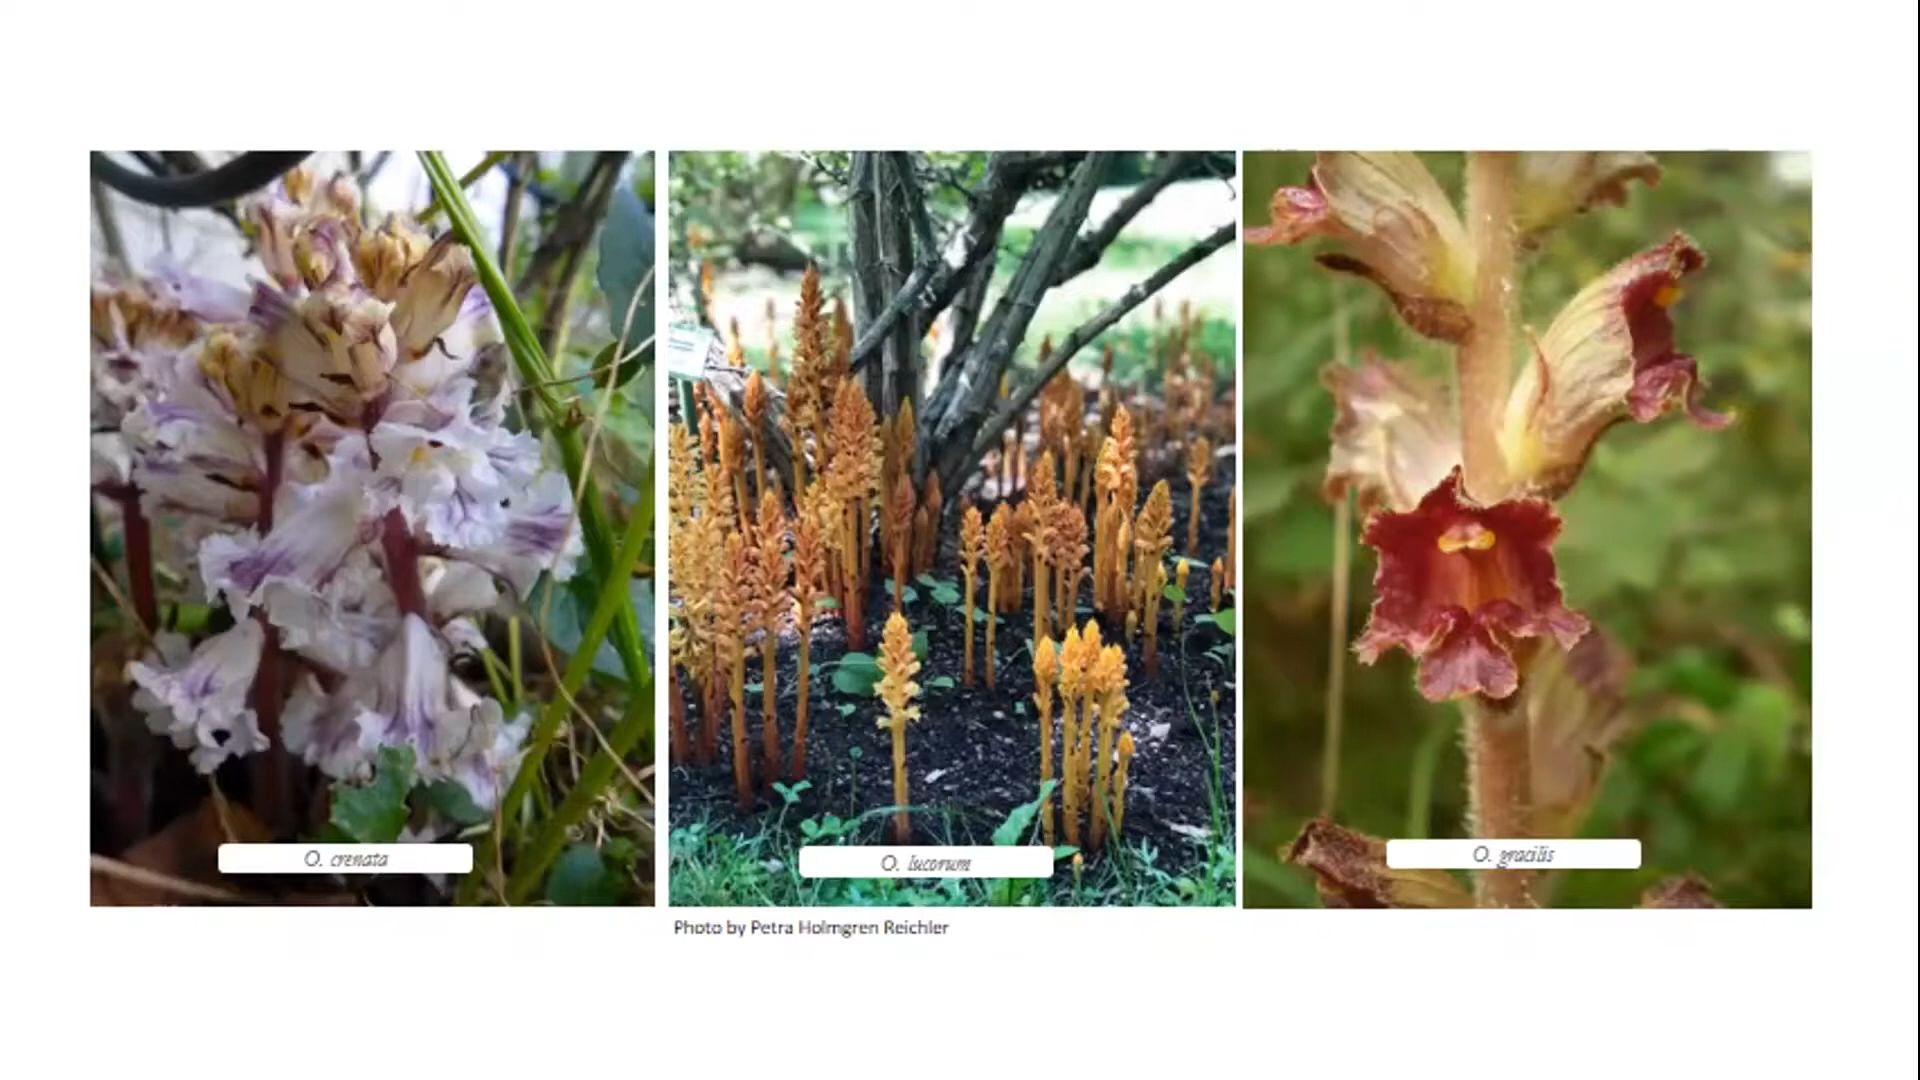 O. crenata
O. lucorum
O. gracilis
Photo by Petra Holmgren Reichler